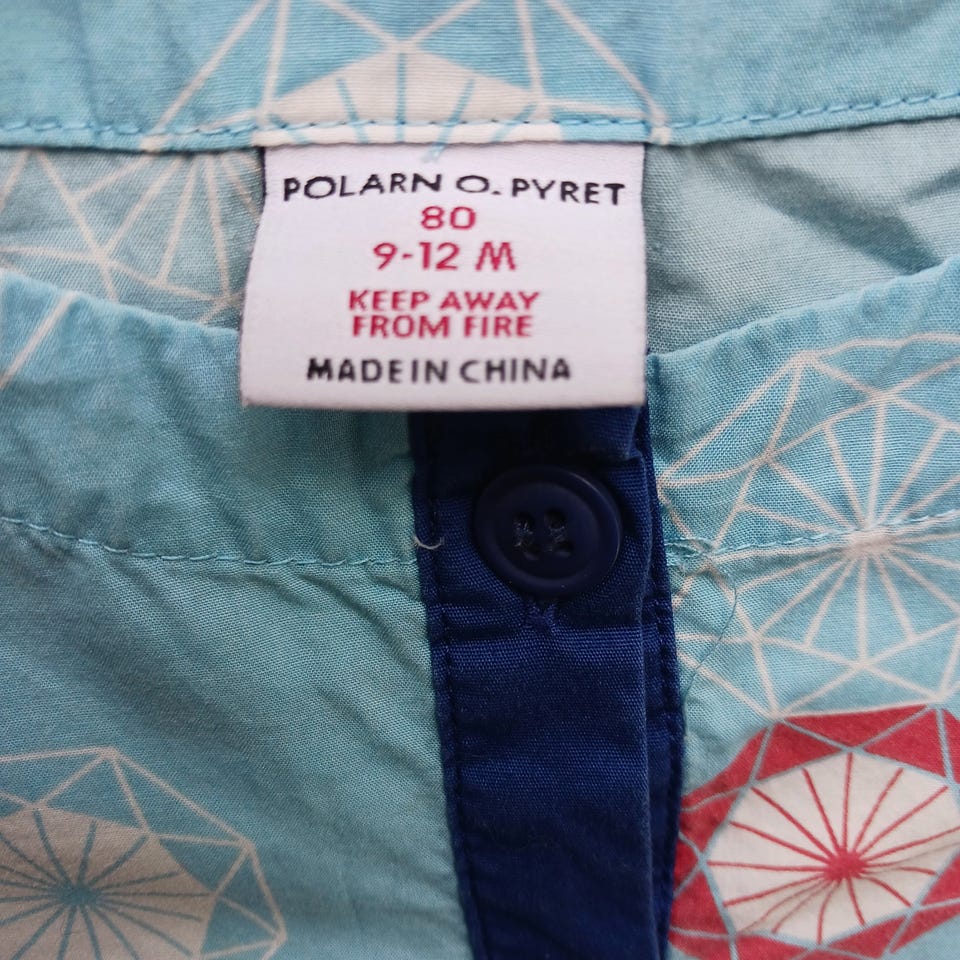 POLARN O. PYRET
80
9-12 M
KEEP AWAY
FROM FIRE
MADE IN CHINA